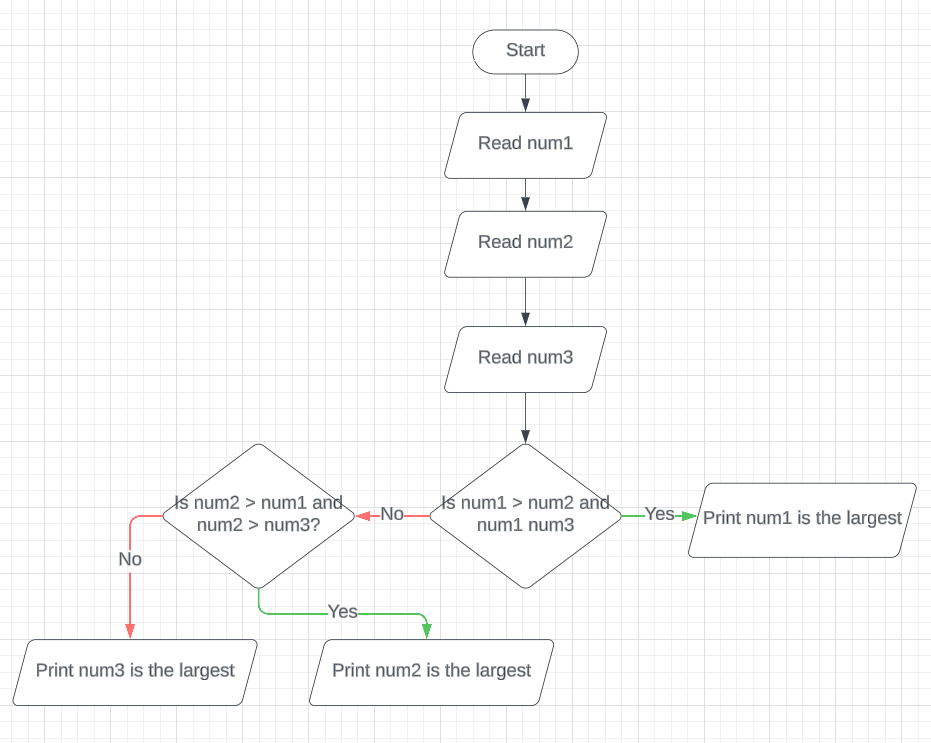 Start
Read num1
Read num2
Read num3
Is num2 > num1 and
num2 > num3?
No
Is num1 > num2 and
num1 num3
Yes
Print num1 is the largest
No
Yes
Print num3 is the largest
Print num2 is the largest